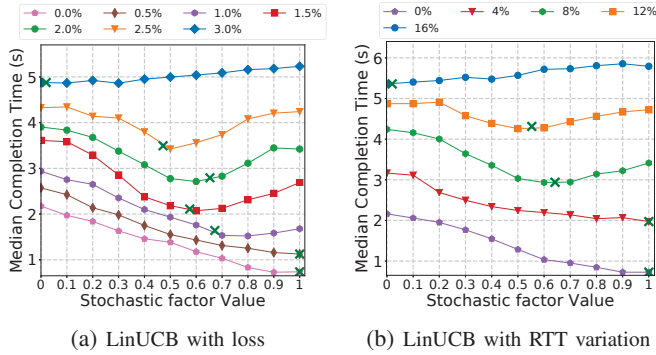 0.0% 0.5% 1.0% 1.5%
2.0% 2.5% 3.0%
Median Completion Time (s)
5
4
3
2
1
0 0.1 0.2 0.3 0.4 0.5 0.6 0.7 0.8 0.9 1
Stochastic factor Value
(a) LinUCB with loss
0% 4% 8% 12%
16%
Median Completion Time (s)
6
5
4
3
2
1
0 0.1 0.2 0.3 0.4 0.5 0.6 0.7 0.8 0.9 1
Stochastic factor Value
(b) LinUCB with RTT variation